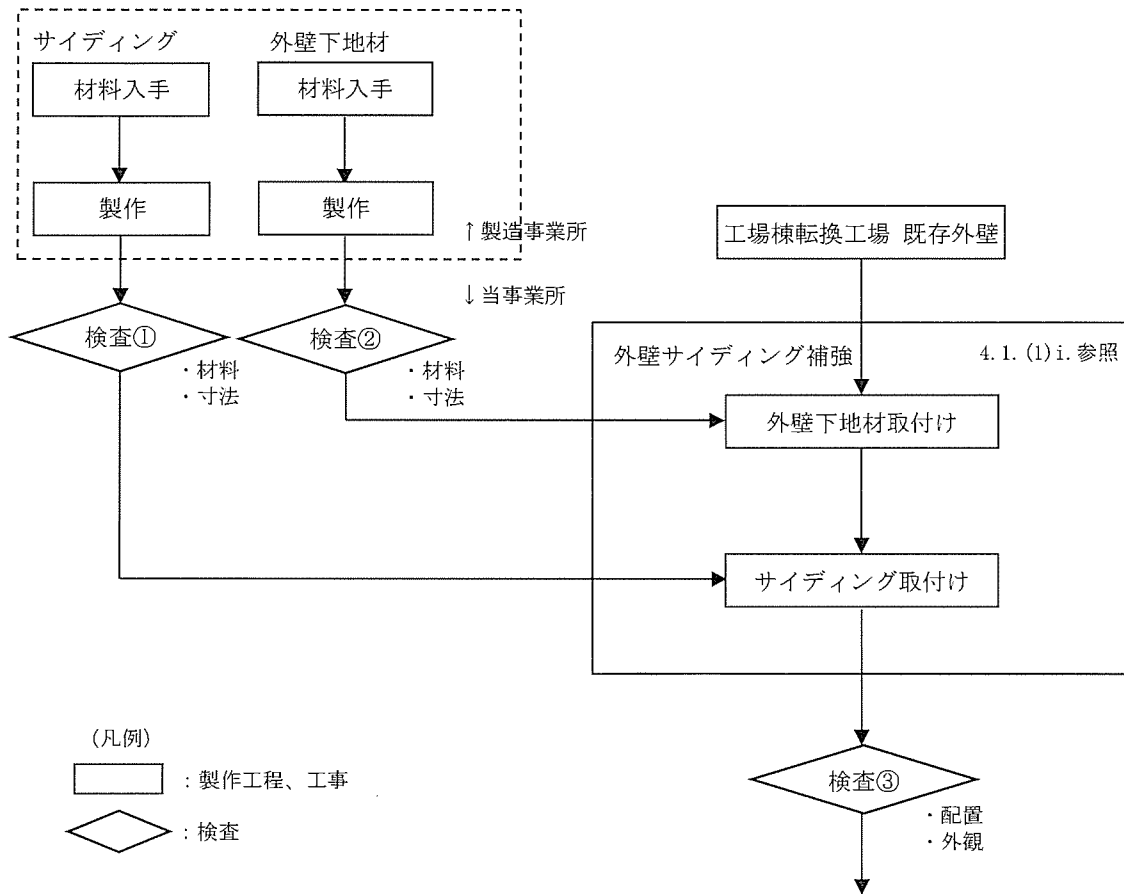 サイディング
外壁下地材
材料入手
材料入手
製作
製作
↑製造事業所
↓当事業所
工場棟転換工場 既存外壁
検査①
・材料
・寸法
検査②
・材料
・寸法
外壁サイディング補強
4.1.(1)i.参照
外壁下地材取付け
サイディング取付け
検査③
・配置
・外観
(凡例)
：製作工程、工事
：検査